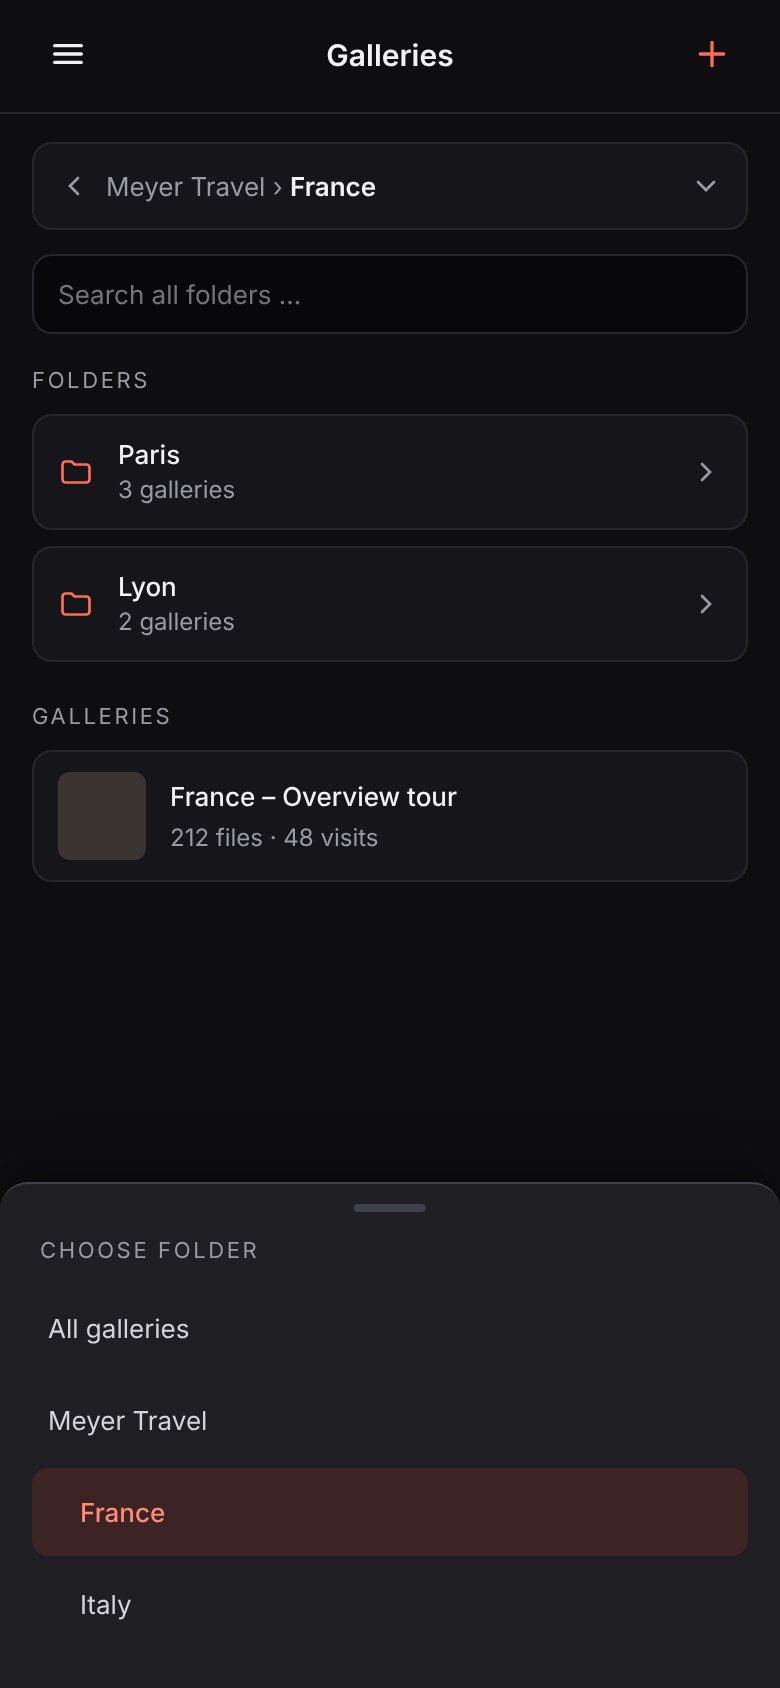 Galleries
Meyer Travel › France
Search all folders ...
FOLDERS
Paris
3 galleries
Lyon
2 galleries
GALLERIES
France – Overview tour
212 files · 48 visits
CHOOSE FOLDER
All galleries
Meyer Travel
France
Italy